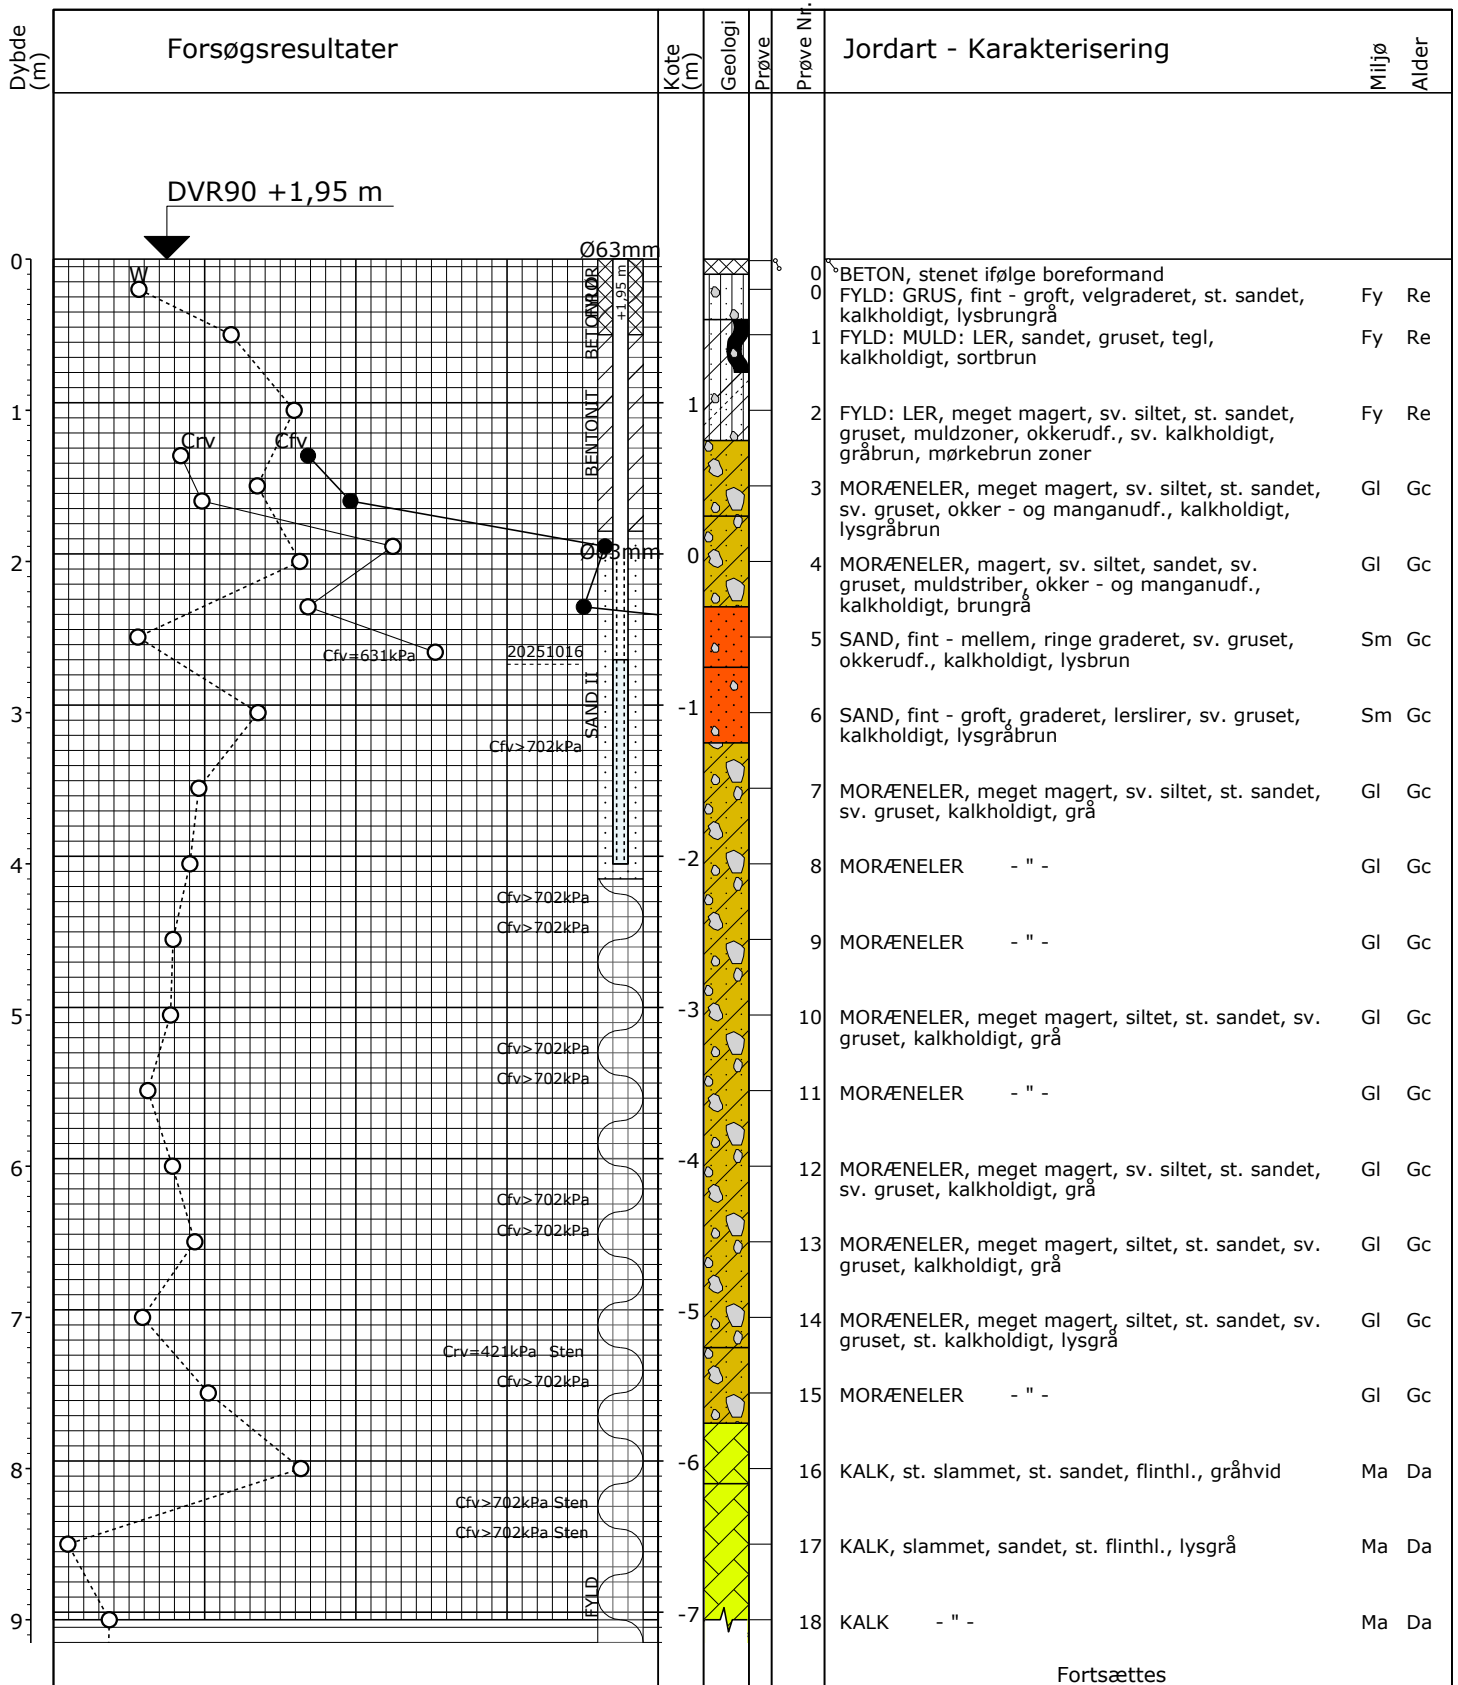 Dybde (m)
Forsøgsresultater
Kote (m)
Geologi
Prøve
Prøve Nr.
Jordart - Karakterisering
Miljø
Alder
DVR90 +1,95 m
Ø63mm
+1,95 m
0
W
0 BETON, stenet ifølge boreformand
0 FYLD: GRUS, fint - groft, velgraderet, st. sandet, Fy Re
kalkholdigt, lysbrungrå
1 FYLD: MULD: LER, sandet, gruset, tegl, Fy Re
kalkholdigt, sortbrun
BENTONIT
1
1
2 FYLD: LER, meget magert, sv. siltet, st. sandet, Fy Re
gruset, muldzoner, okkerudf., sv. kalkholdigt,
gråbrun, mørkebrun zoner
Crv
Cfv
3 MORÆNELER, meget magert, sv. siltet, st. sandet, Gl Gc
sv. gruset, okker - og manganudf., kalkholdigt,
lysgråbrun
Ø63mm
2
0
4 MORÆNELER, magert, sv. siltet, sandet, sv. Gl Gc
gruset, muldstriber, okker - og manganudf.,
kalkholdigt, brungrå
5 SAND, fint - mellem, ringe graderet, sv. gruset, Sm Gc
okkerudf., kalkholdigt, lysbrun
Cfv=631kPa
20251016
SAND II
3
-1
6 SAND, fint - groft, graderet, lerslirer, sv. gruset, Sm Gc
kalkholdigt, lysgråbrun
Cfv>702kPa
7 MORÆNELER, meget magert, sv. siltet, st. sandet, Gl Gc
sv. gruset, kalkholdigt, grå
4
-2
8 MORÆNELER - " - Gl Gc
Cfv>702kPa
Cfv>702kPa
9 MORÆNELER - " - Gl Gc
5
-3
10 MORÆNELER, meget magert, siltet, st. sandet, sv. Gl Gc
gruset, kalkholdigt, grå
Cfv>702kPa
Cfv>702kPa
11 MORÆNELER - " - Gl Gc
6
-4
12 MORÆNELER, meget magert, sv. siltet, st. sandet, Gl Gc
sv. gruset, kalkholdigt, grå
Cfv>702kPa
Cfv>702kPa
13 MORÆNELER, meget magert, siltet, st. sandet, sv. Gl Gc
gruset, kalkholdigt, grå
7
-5
14 MORÆNELER, meget magert, siltet, st. sandet, sv. Gl Gc
gruset, st. kalkholdigt, lysgrå
Crv=421kPa Sten
Cfv>702kPa
15 MORÆNELER - " - Gl Gc
8
-6
16 KALK, st. slammet, st. sandet, flinthl., gråhvid Ma Da
Cfv>702kPa Sten
Cfv>702kPa Sten
17 KALK, slammet, sandet, st. flinthl., lysgrå Ma Da
FYLD
9
-7
18 KALK - " - Ma Da
Fortsættes